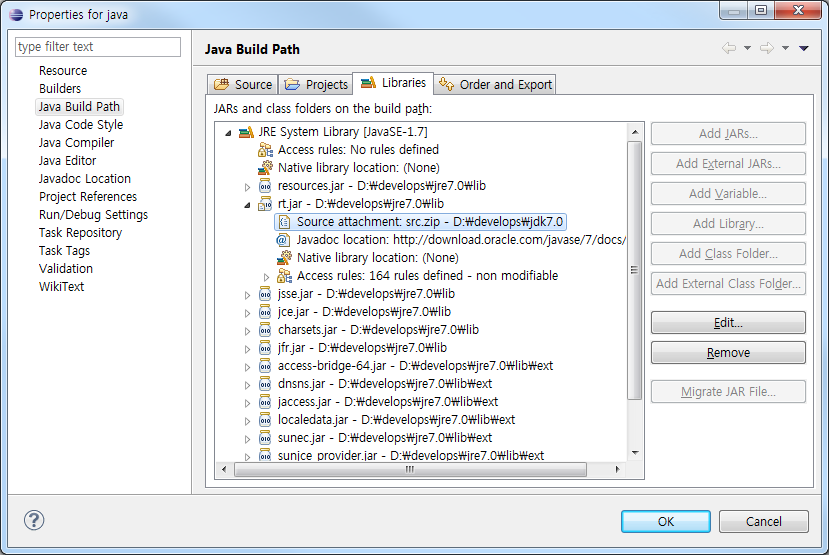 Properties for java
type filter text
Resource
Builders
Java Build Path
Java Code Style
Java Compiler
Java Editor
Javadoc Location
Project References
Run/Debug Settings
Task Repository
Task Tags
Validation
WikiText
Java Build Path
Source
Projects
Libraries
Order and Export
JARs and class folders on the build path:
JRE System Library [JavaSE-1.7]
Access rules: No rules defined
Native library location: (None)
resources.jar - D:₩develops₩jre7.0₩lib
rt.jar - D:₩develops₩jre7.0₩lib
Source attachment: src.zip - D:₩develops₩jdk7.0
Javadoc location: http://download.oracle.com/javase/7/docs/
Native library location: (None)
Access rules: 164 rules defined - non modifiable
jsse.jar - D:₩develops₩jre7.0₩lib
jce.jar - D:₩develops₩jre7.0₩lib
charsets.jar - D:₩develops₩jre7.0₩lib
jfr.jar - D:₩develops₩jre7.0₩lib
access-bridge-64.jar - D:₩develops₩jre7.0₩lib₩ext
dnsns.jar - D:₩develops₩jre7.0₩lib₩ext
jaccess.jar - D:₩develops₩jre7.0₩lib₩ext
localedata.jar - D:₩develops₩jre7.0₩lib₩ext
sunec.jar - D:₩develops₩jre7.0₩lib₩ext
sunjce_provider.jar - D:₩develops₩jre7.0₩lib₩ext
Add JARs...
Add External JARs...
Add Variable...
Add Library...
Add Class Folder...
Add External Class Folder...
Edit...
Remove
Migrate JAR File...
?
OK
Cancel